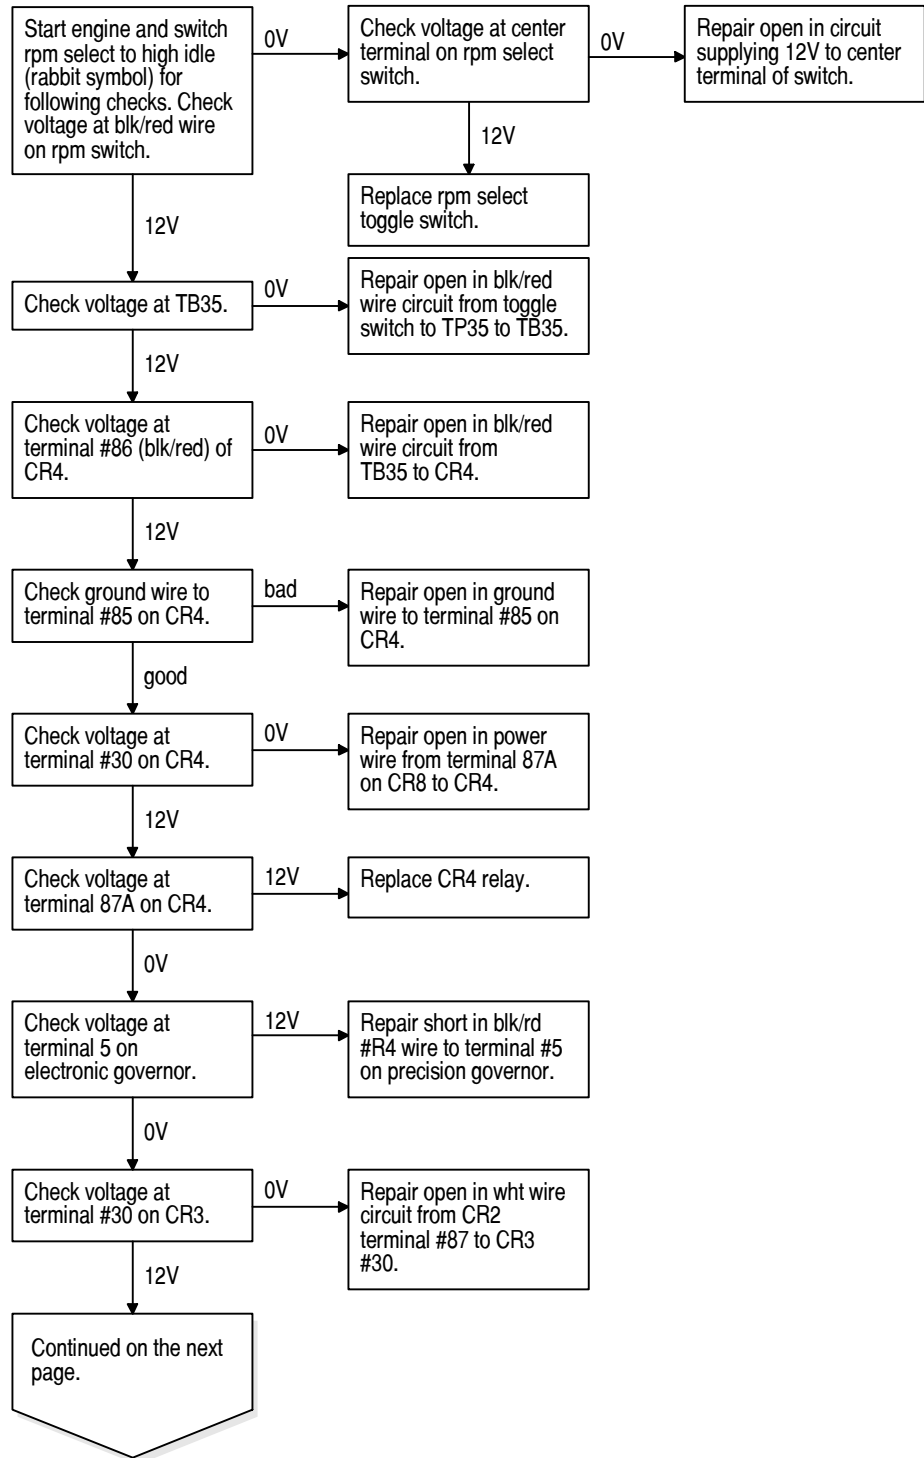 Start engine and switch
rpm select to high idle
(rabbit symbol) for
following checks. Check
voltage at blk/red wire
on rpm switch.
0V
Check voltage at center
terminal on rpm select
switch.
0V
Repair open in circuit
supplying 12V to center
terminal of switch.
12V
Replace rpm select
toggle switch.
12V
Check voltage at TB35.
0V
Repair open in blk/red
wire circuit from toggle
switch to TP35 to TB35.
12V
Check voltage at
terminal #86 (blk/red) of
CR4.
0V
Repair open in blk/red
wire circuit from
TB35 to CR4.
12V
Check ground wire to
terminal #85 on CR4.
bad
Repair open in ground
wire to terminal #85 on
CR4.
good
Check voltage at
terminal #30 on CR4.
0V
Repair open in power
wire from terminal 87A
on CR8 to CR4.
12V
Check voltage at
terminal 87A on CR4.
12V
Replace CR4 relay.
0V
Check voltage at
terminal 5 on
electronic governor.
12V
Repair short in blk/rd
#R4 wire to terminal #5
on precision governor.
0V
Check voltage at
terminal #30 on CR3.
0V
Repair open in wht wire
circuit from CR2
terminal #87 to CR3
#30.
12V
Continued on the next
page.